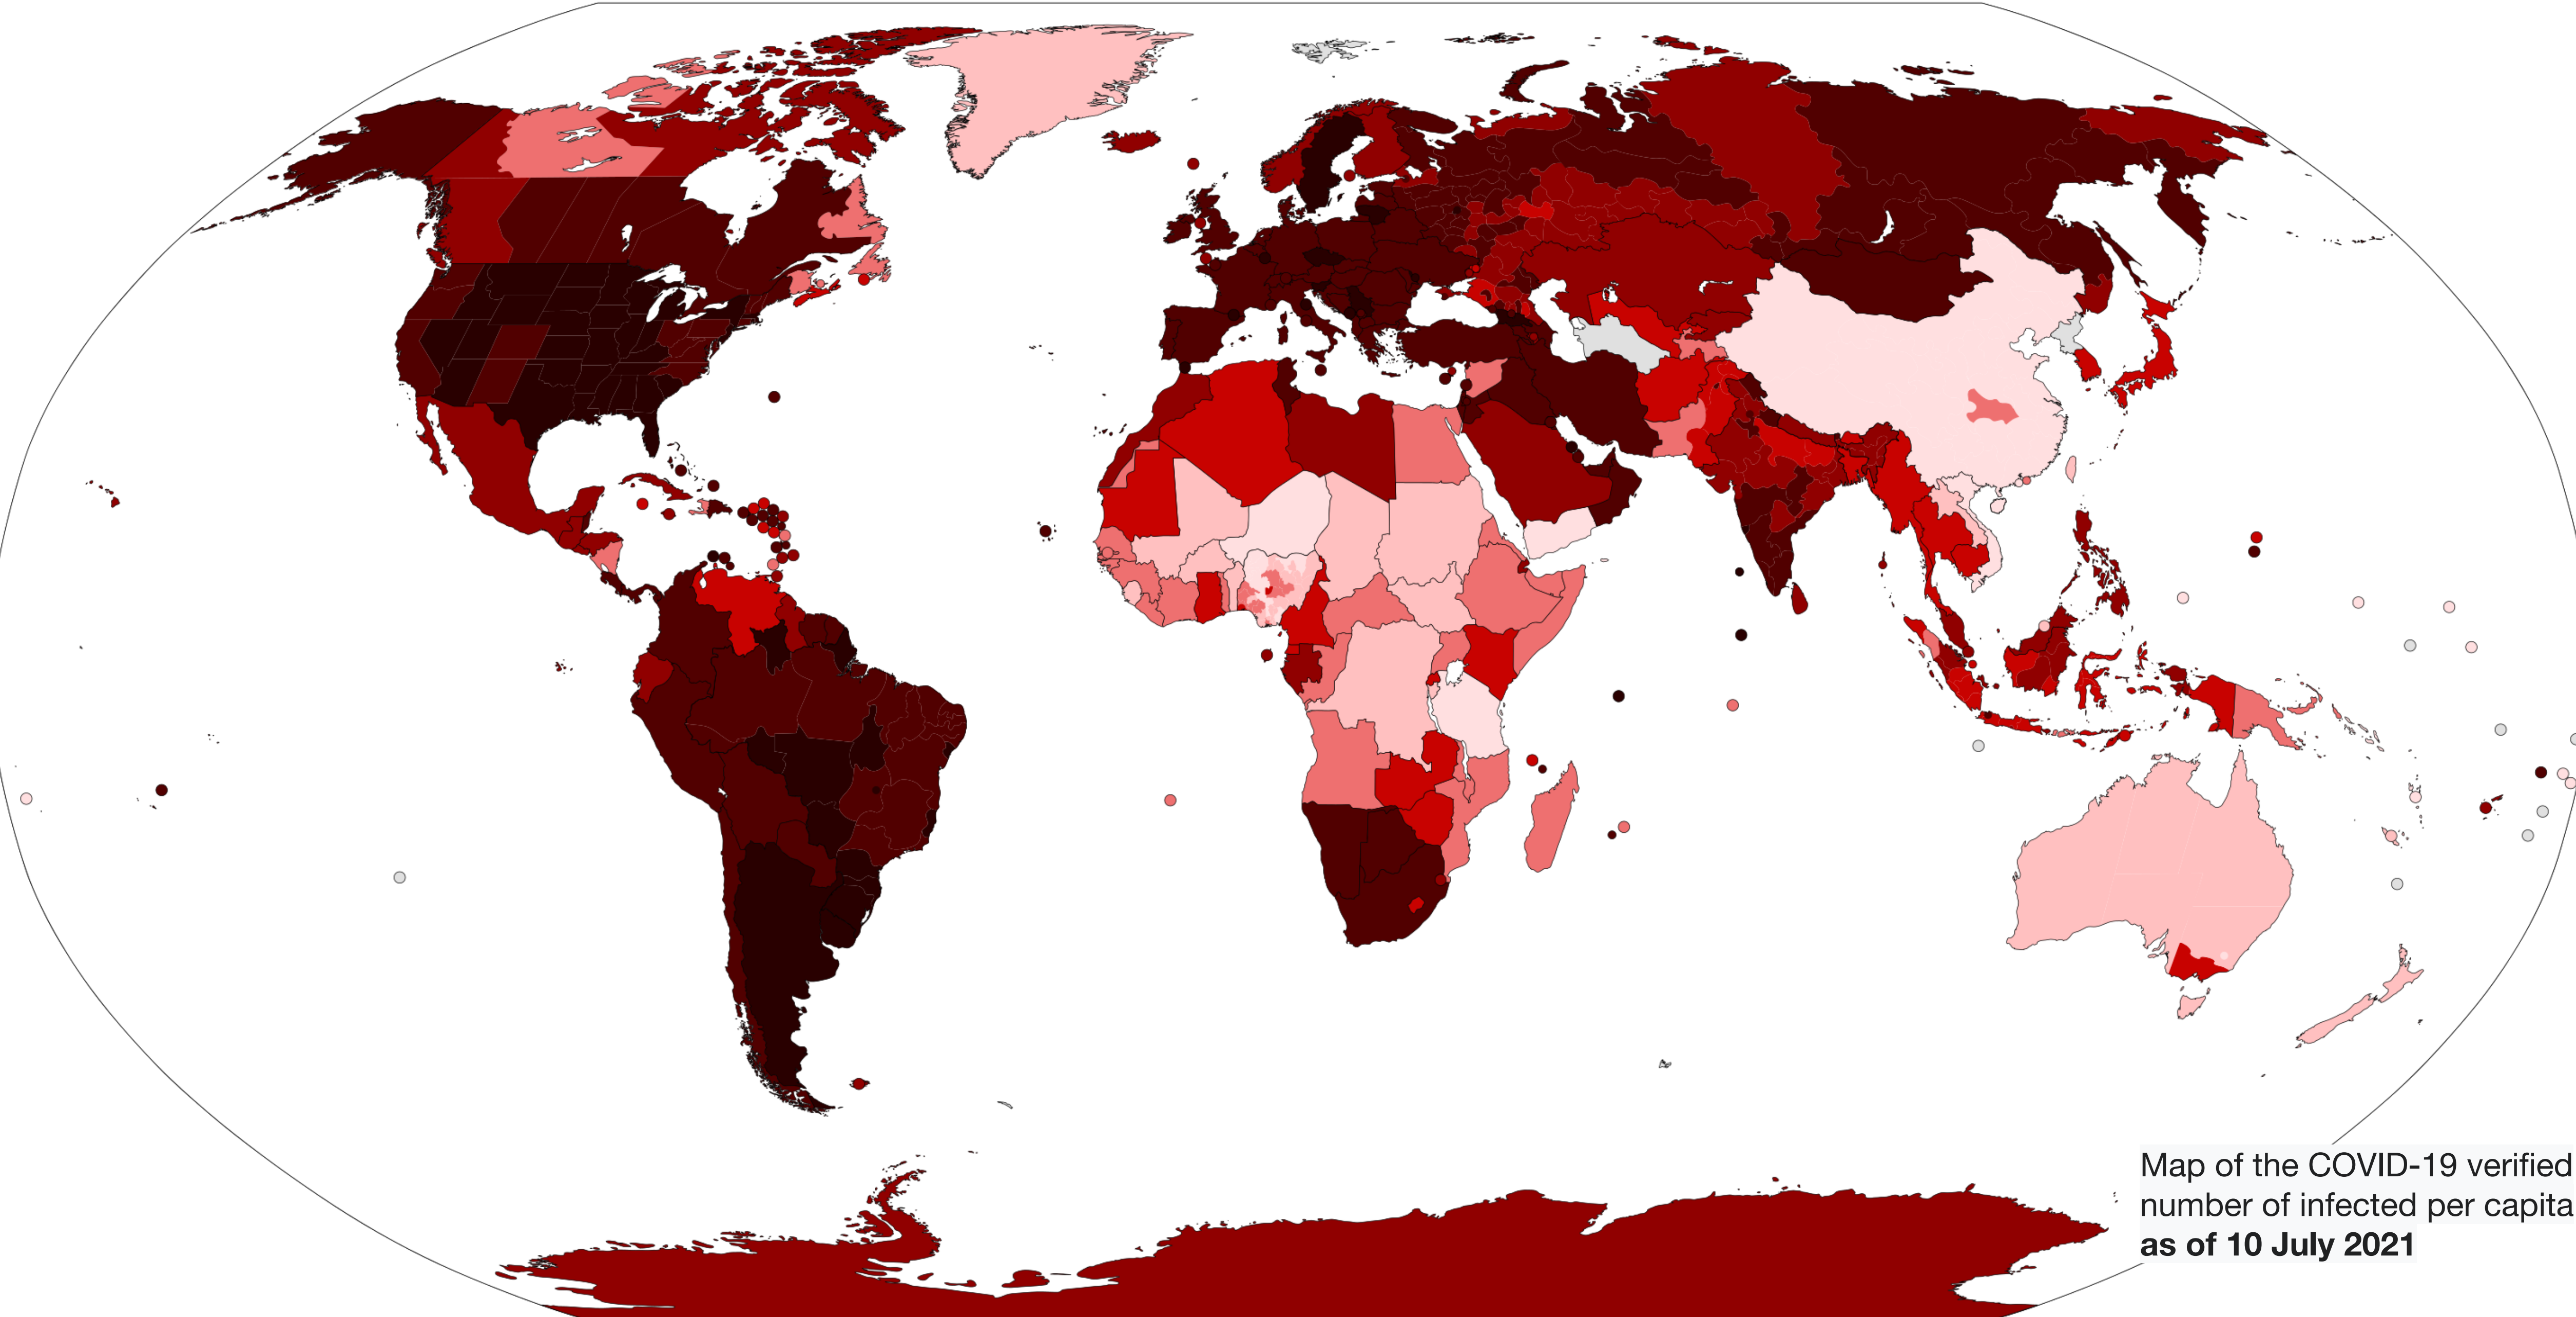 Map of the COVID-19 verified
number of infected per capita
as of 10 July 2021